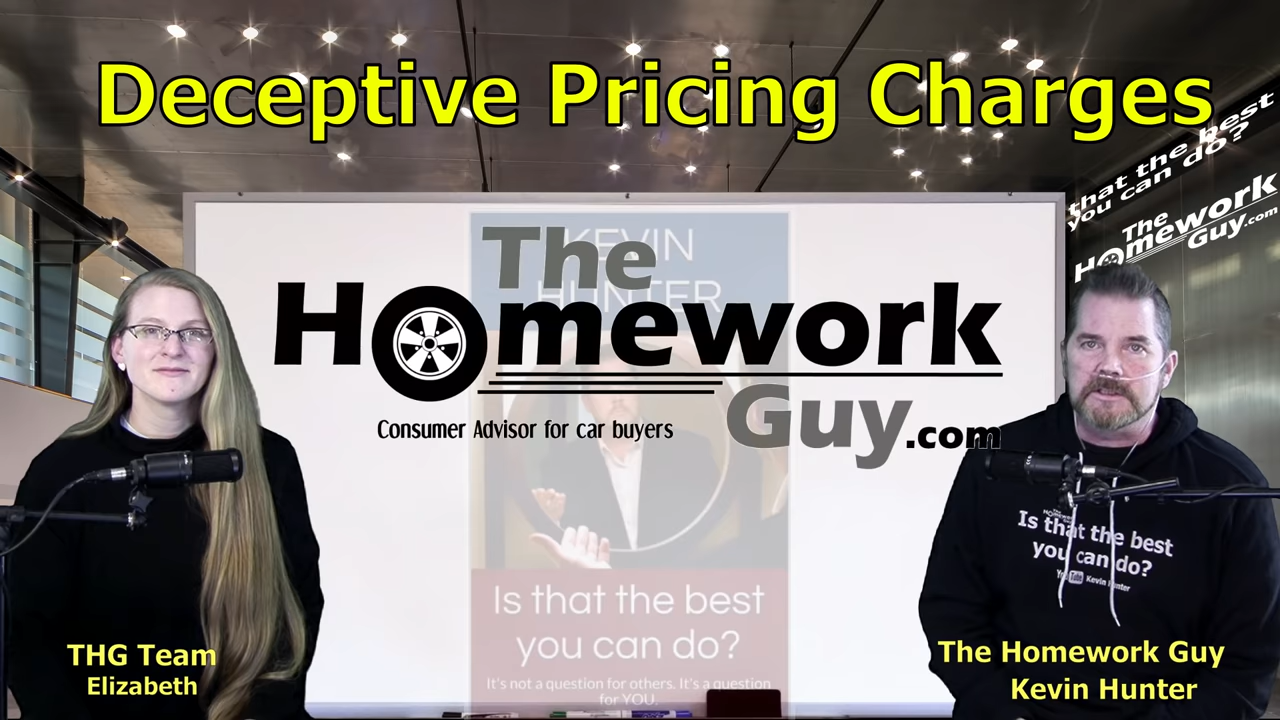 Deceptive Pricing Charges
that the best
you can do?
The
Homework
Guy.com
KEVIN
HUNTER
The
Homework
Guy.com
Consumer Advisor for car buyers
Is that the best
you can do?
YouTube Kevin Hunter
Is that the best
you can do?
It's not a question for others. It's a question
for YOU.
THG Team
Elizabeth
The Homework Guy
Kevin Hunter